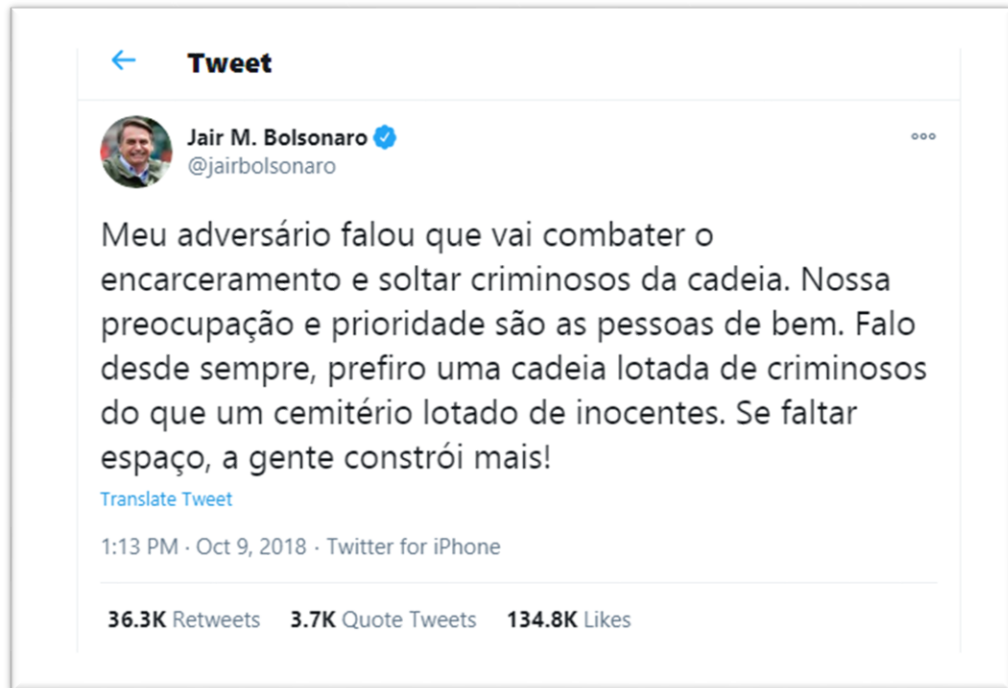 Tweet
Jair M. Bolsonaro
@jairbolsonaro
Meu adversário falou que vai combater o
encarceramento e soltar criminosos da cadeia. Nossa
preocupação e prioridade são as pessoas de bem. Falo
desde sempre, prefiro uma cadeia lotada de criminosos
do que um cemitério lotado de inocentes. Se faltar
espaço, a gente constrói mais!
Translate Tweet
1:13 PM · Oct 9, 2018 · Twitter for iPhone
36.3K Retweets 3.7K Quote Tweets 134.8K Likes